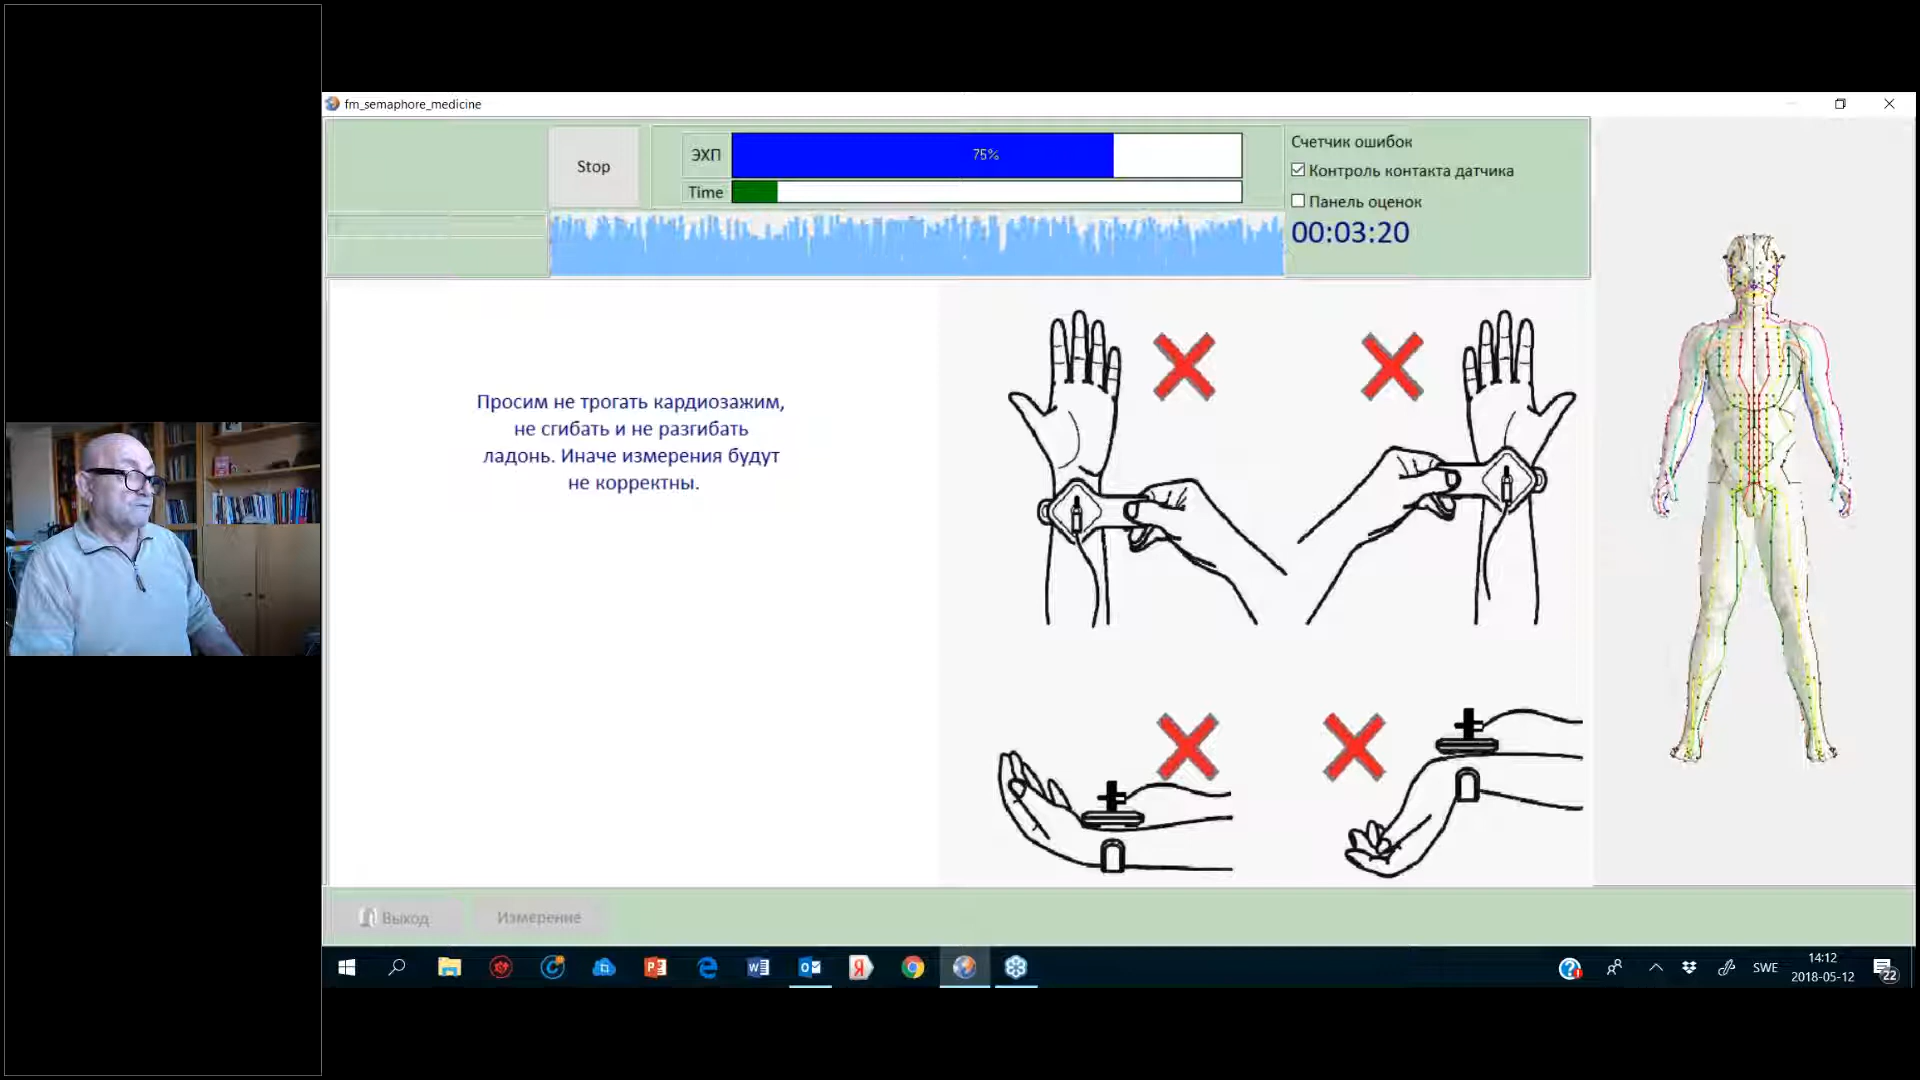 fm_semaphore_medicine
Stop
ЭХП
75%
Time
Счетчик ошибок
Контроль контакта датчика
Панель оценок
00:03:20
Просим не трогать кардиозажим,
не сгибать и не разгибать
ладонь. Иначе измерения будут
не корректны.
Выход
Измерение
SWE
14:12
2018-05-12
22